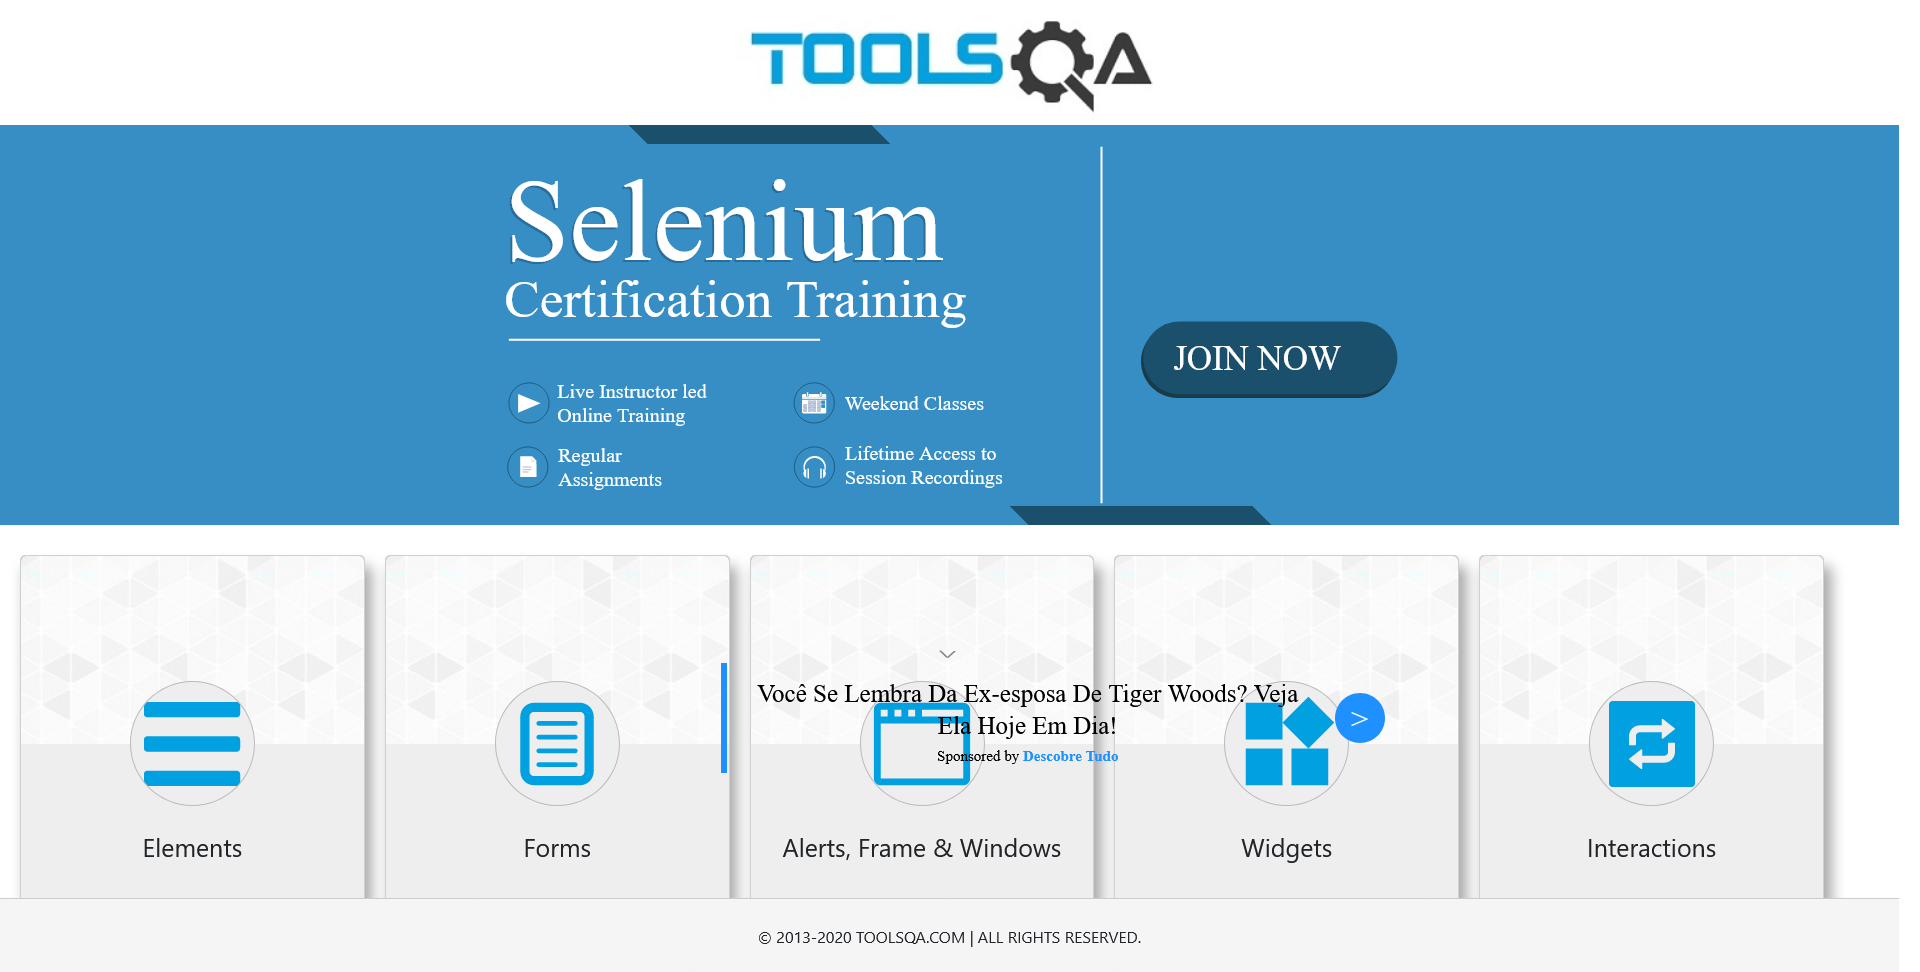 TOOLSQA
Selenium
Certification Training
Live Instructor led
Online Training
Weekend Classes
Regular
Assignments
Lifetime Access to
Session Recordings
JOIN NOW
Você Se Lembra Da Ex-esposa De Tiger Woods? Veja
Ela Hoje Em Dia!
Sponsored by Descobre Tudo
>
Elements
Forms
Alerts, Frame & Windows
Widgets
Interactions
© 2013-2020 TOOLSQA.COM | ALL RIGHTS RESERVED.